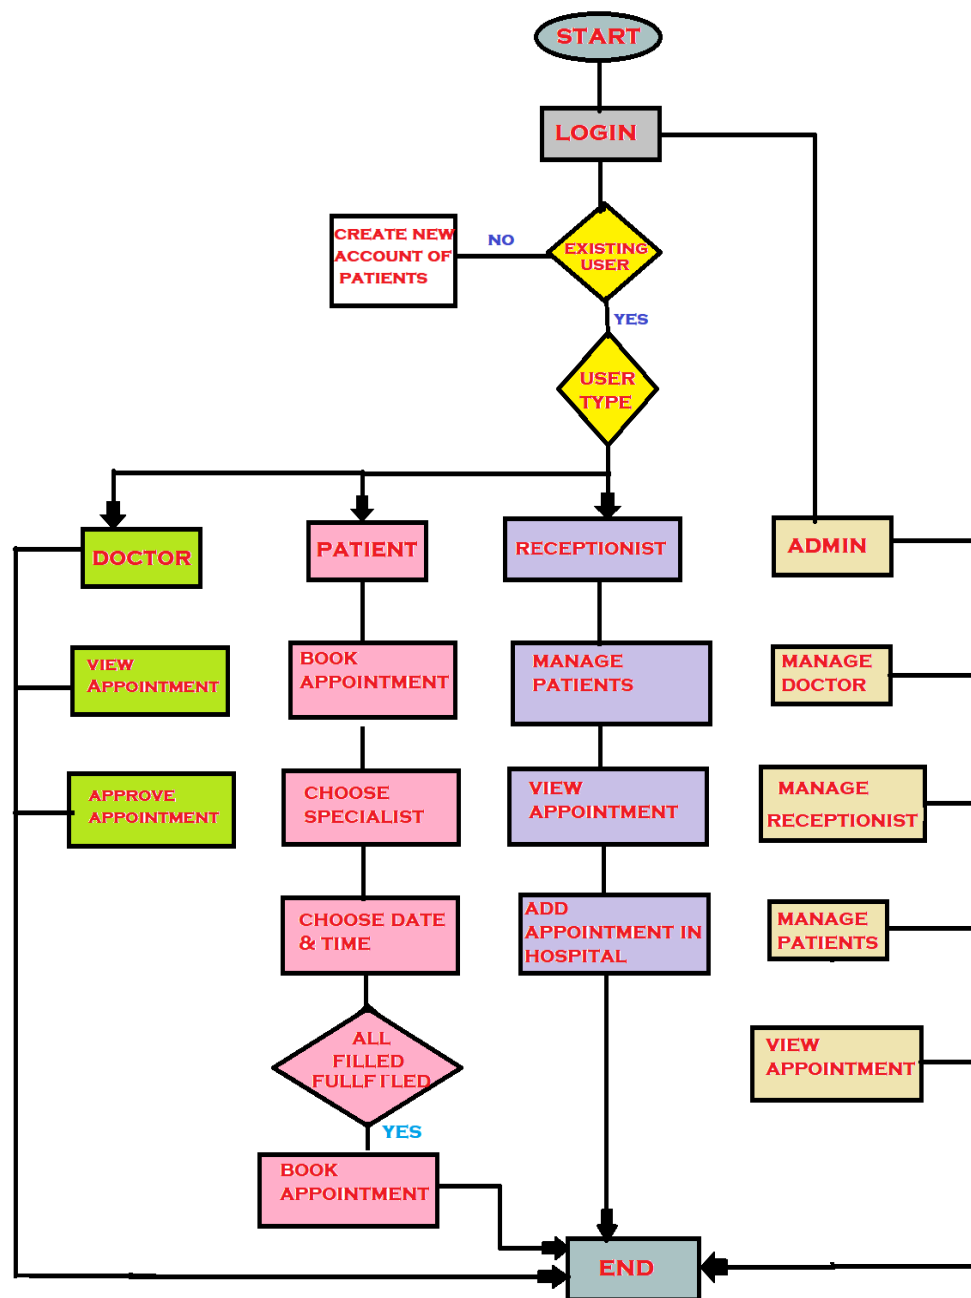 START
LOGIN
CREATE NEW
ACCOUNT OF
PATIENTS
NO
EXISTING
USER
YES
USER
TYPE
DOCTOR
PATIENT
RECEPTIONIST
ADMIN
VIEW
APPOINTMENT
BOOK
APPOINTMENT
MANAGE
PATIENTS
MANAGE
DOCTOR
APPROVE
APPOINTMENT
CHOOSE
SPECIALIST
VIEW
APPOINTMENT
MANAGE
RECEPTIONIST
CHOOSE DATE
& TIME
ADD
APPOINTMENT IN
HOSPITAL
MANAGE
PATIENTS
ALL
FILLED
FULLFILED
YES
VIEW
APPOINTMENT
BOOK
APPOINTMENT
END